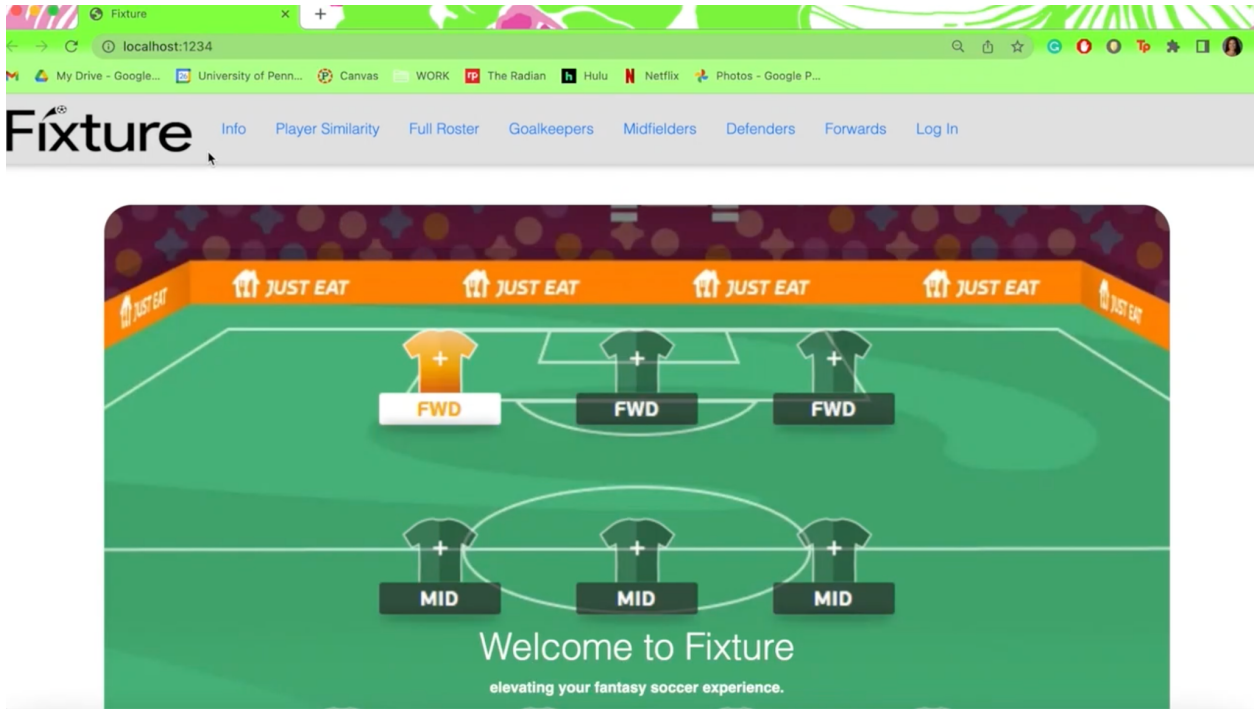 Fixture
localhost:1234
My Drive - Google...
University of Penn...
Canvas
WORK
The Radian
Hulu
Netflix
Photos - Google P...
Fixture
Info
Player Similarity
Full Roster
Goalkeepers
Midfielders
Defenders
Forwards
Log In
JUST EAT
JUST EAT
JUST EAT
JUST EAT
JUST EAT
JUST EAT
FWD
FWD
FWD
MID
MID
MID
Welcome to Fixture
elevating your fantasy soccer experience.